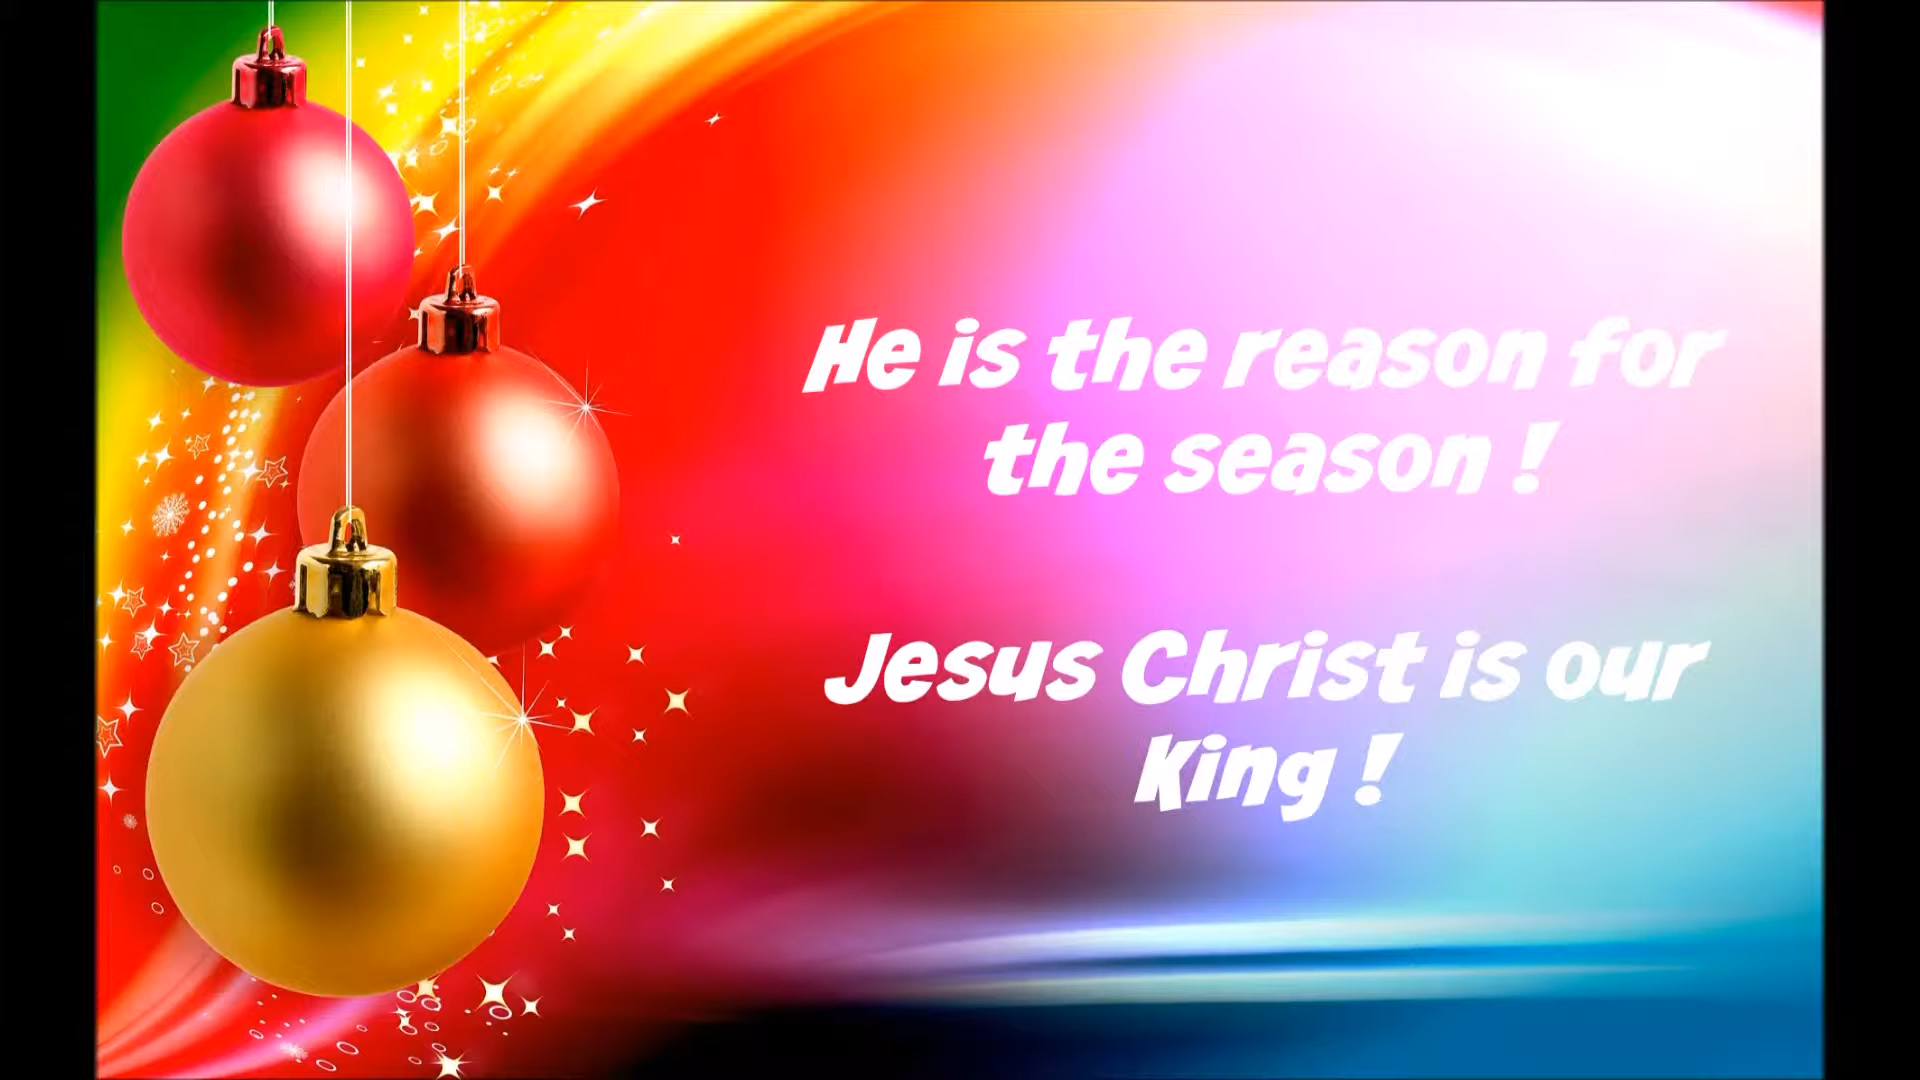 He is the reason for
the season !
Jesus Christ is our
King !